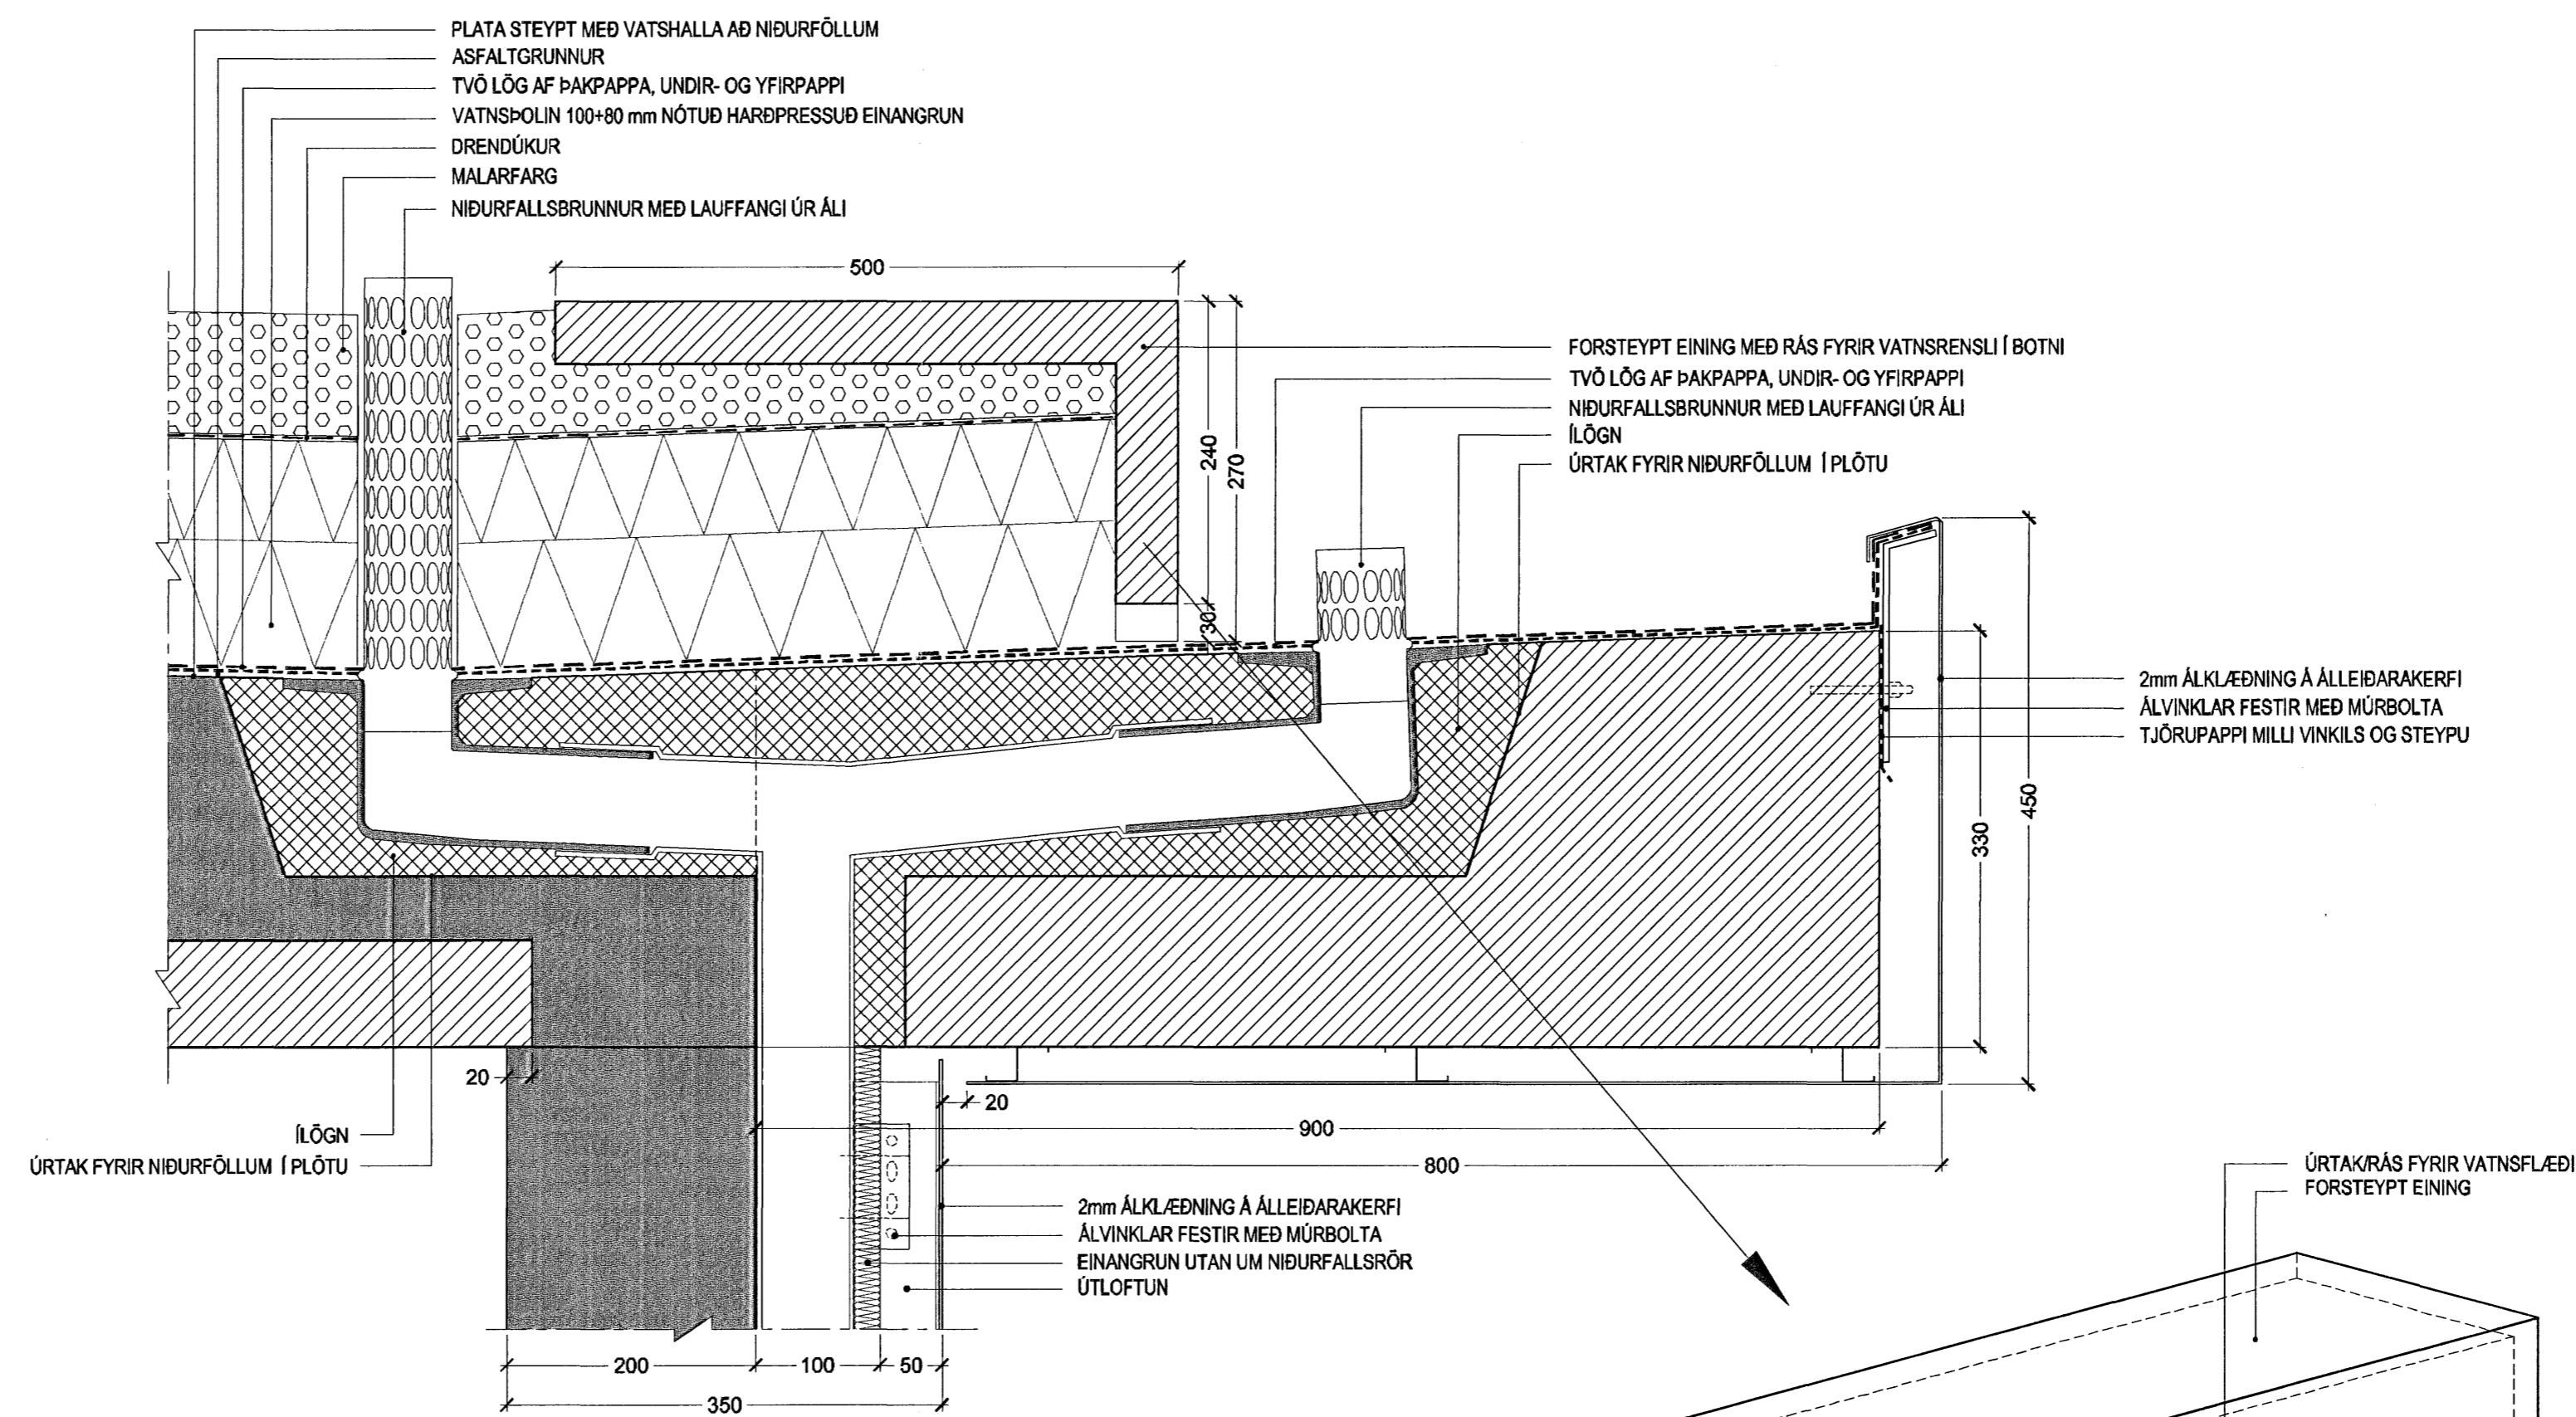 PLATA STEYPT MEÐ VATSHALLA AÐ NIÐURFÖLLUM
ASFALTGRUNNUR
TVÖ LÖG AF ÞAKPAPPA, UNDIR- OG YFIRPAPPI
VATNSÞOLIN 100+80 mm NÓTUÐ HARÐPRESSUÐ EINANGRUN
DRENDÚKUR
MALARFARG
NIÐURFALLSBRUNNUR MEÐ LAUFFANGI ÚR ÁLI
500
240
270
30
FORSTEYPT EINING MEÐ RÁS FYRIR VATNSRENSLI Í BOTNI
TVÖ LÖG AF ÞAKPAPPA, UNDIR- OG YFIRPAPPI
NIÐURFALLSBRUNNUR MEÐ LAUFFANGI ÚR ÁLI
ÍLÖGN
ÚRTAK FYRIR NIÐURFÖLLUM Í PLÖTU
2mm ÁLKLÆÐNING Á ÁLLEIÐARAKERFI
ÁLVINKLAR FESTIR MEÐ MÚRBOLTA
TJÖRUPAPPI MILLI VINKILS OG STEYPU
330
450
20
20
900
800
ÍLÖGN
ÚRTAK FYRIR NIÐURFÖLLUM Í PLÖTU
2mm ÁLKLÆÐNING Á ÁLLEIÐARAKERFI
ÁLVINKLAR FESTIR MEÐ MÚRBOLTA
EINANGRUN UTAN UM NIÐURFALLSRÖR
ÚTLOFTUN
200
100
50
350
ÚRTAK/RÁS FYRIR VATNSFLÆÐI
FORSTEYPT EINING